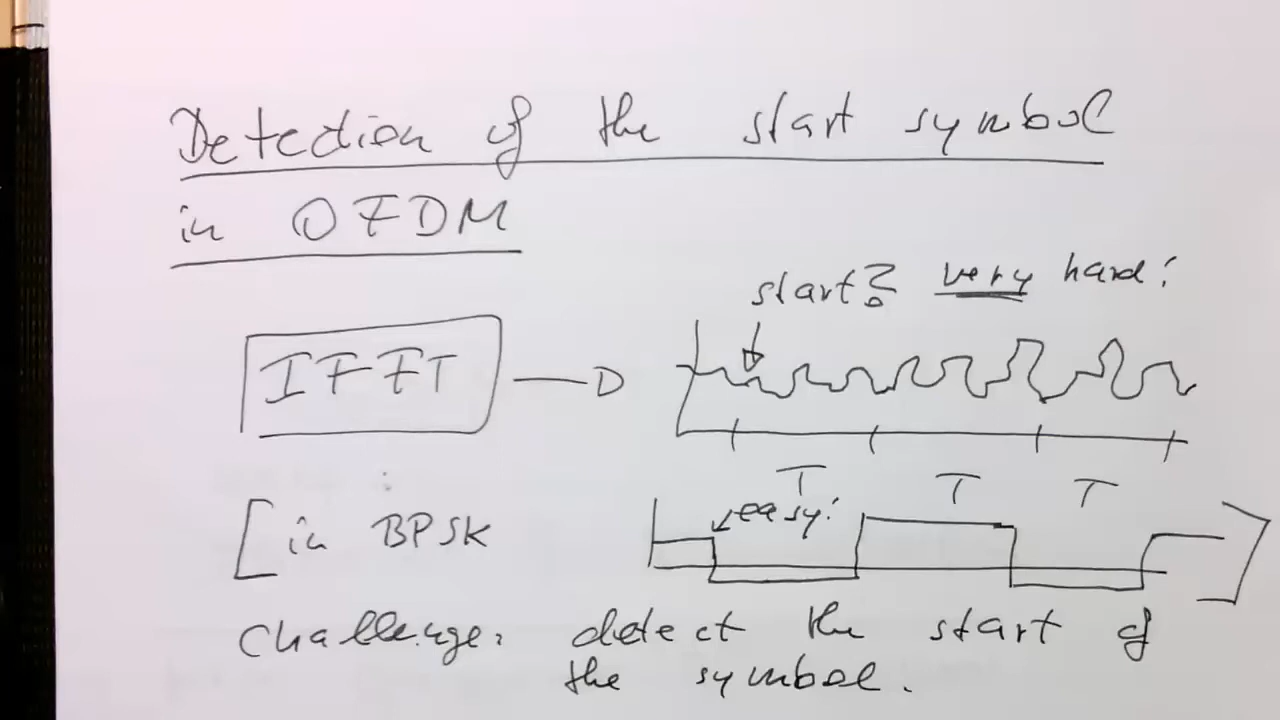 Detection of the start symbol
in OFDM
start? very hard!
IFFT
T T T
easy!
[in BPSK ]
Challenge: detect the start of
the symbol.